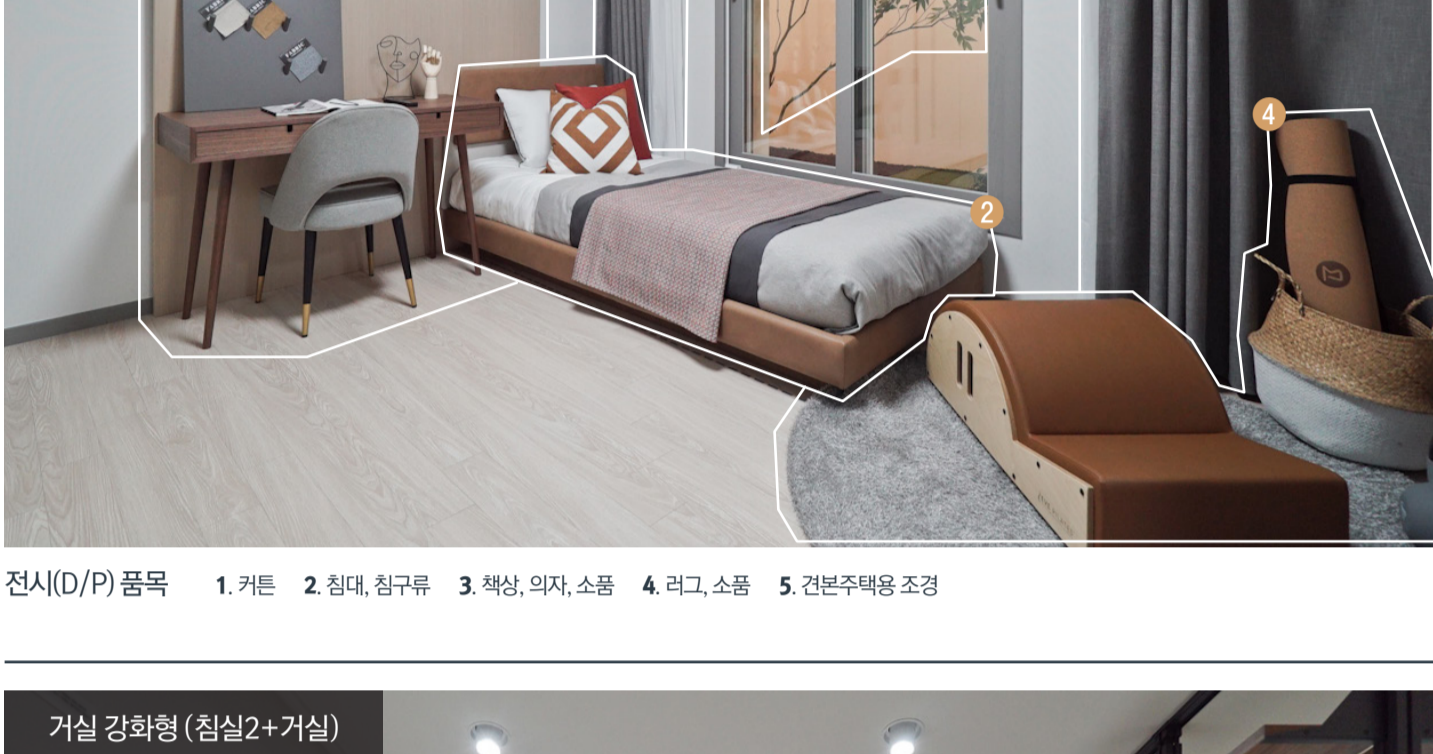 4
2
전시(D/P) 품목 1. 커튼 2. 침대, 침구류 3. 책상, 의자, 소품 4. 러그, 소품 5. 견본주택용 조경
거실 강화형 (침실2+거실)